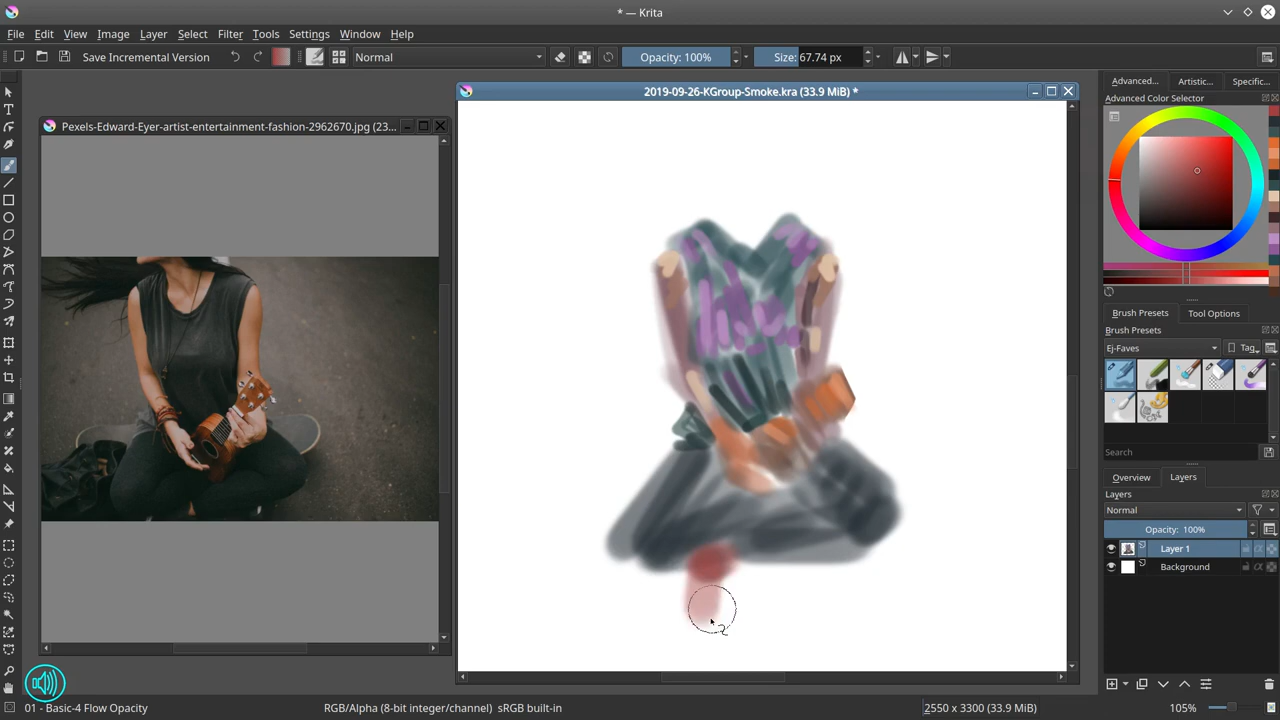 * — Krita
File Edit View Image Layer Select Filter Tools Settings Window Help
Save Incremental Version Normal Opacity: 100% Size: 67.74 px
2019-09-26-KGroup-Smoke.kra (33.9 MiB) *
Pexels-Edward-Eyer-artist-entertainment-fashion-2962670.jpg (23...
Advanced... Artistic... Specific...
Advanced Color Selector
Brush Presets Tool Options
Brush Presets
Ej-Faves Tag
Search
Overview Layers
Layers
Normal
Opacity: 100%
Layer 1
Background
01 - Basic-4 Flow Opacity RGB/Alpha (8-bit integer/channel) sRGB built-in 2550 x 3300 (33.9 MiB) 105%